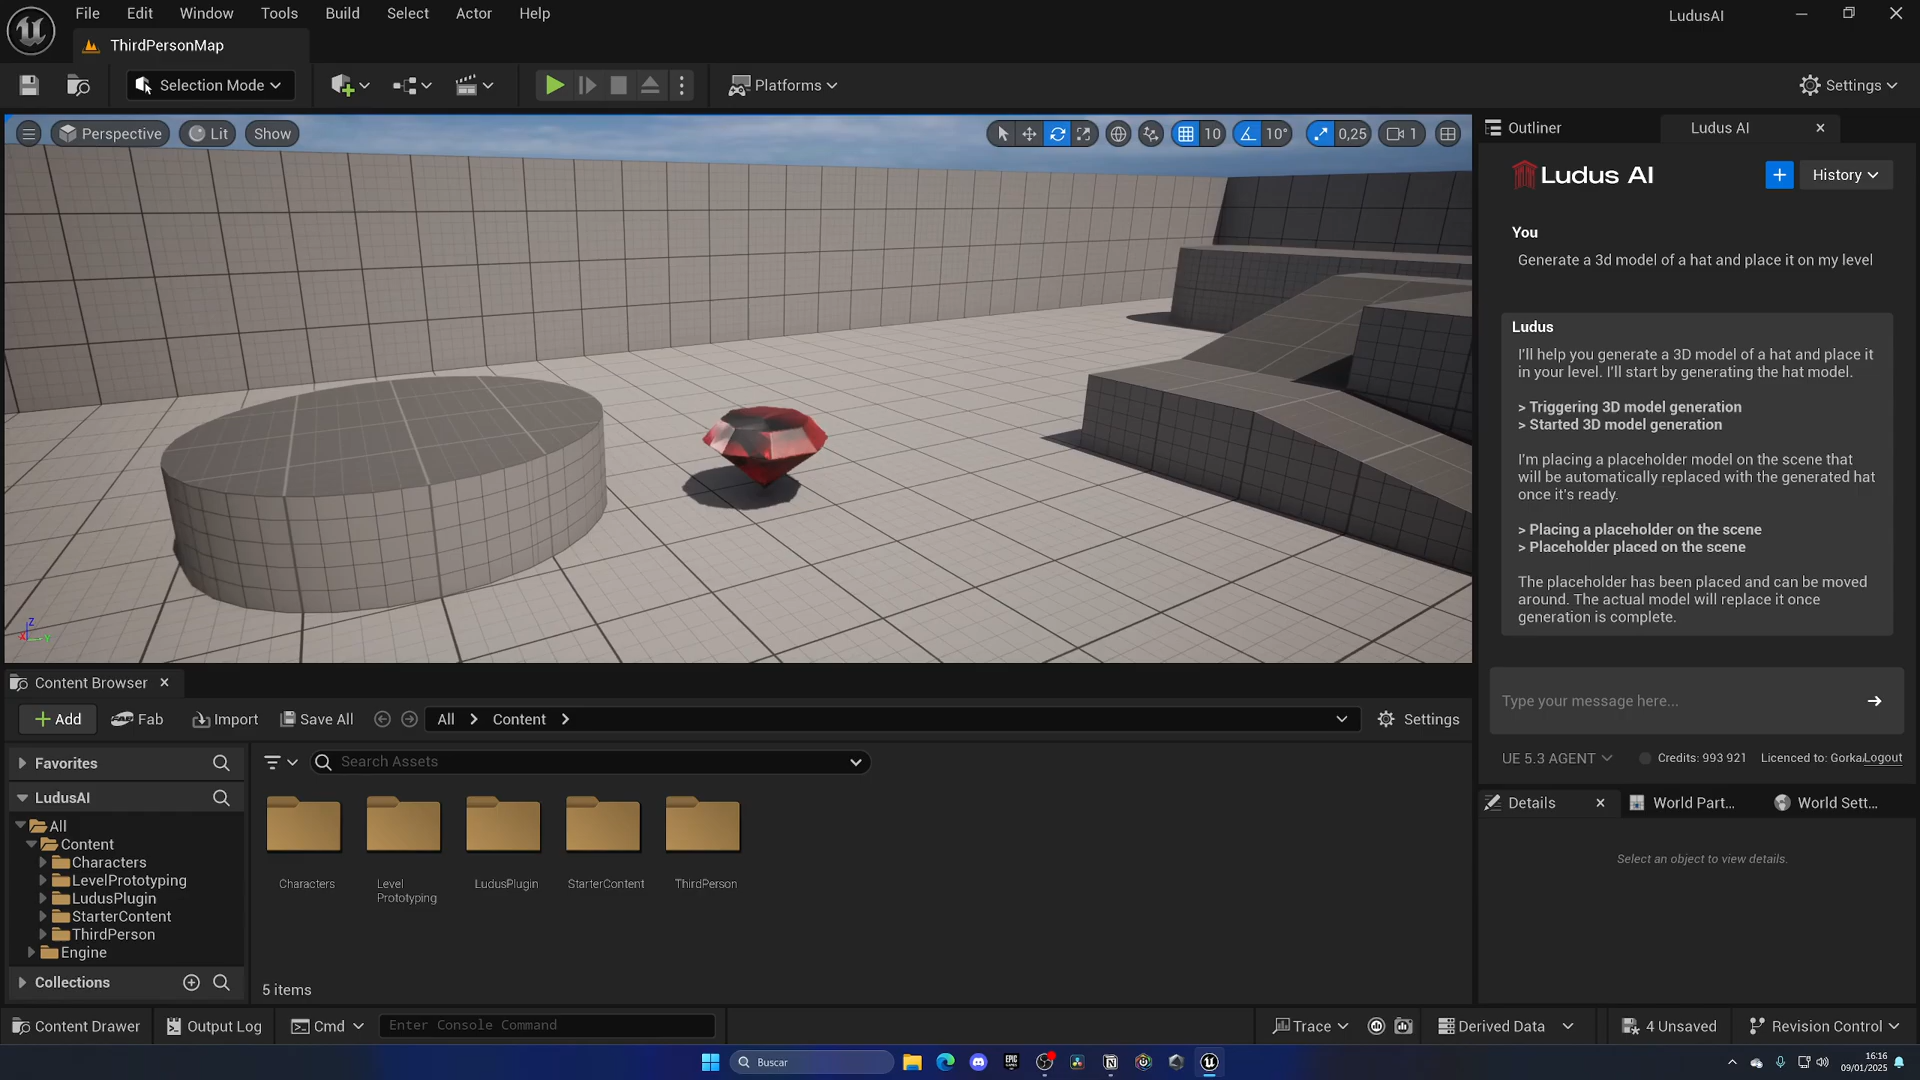 File Edit Window Tools Build Select Actor Help
LudusAI
ThirdPersonMap
Selection Mode
Platforms
Settings
Perspective
Lit
Show
10
10°
0,25
1
Outliner
Ludus AI
Ludus AI
+
History
You
Generate a 3d model of a hat and place it on my level
Ludus
I'll help you generate a 3D model of a hat and place it
in your level. I'll start by generating the hat model.
> Triggering 3D model generation
> Started 3D model generation
I'm placing a placeholder model on the scene that
will be automatically replaced with the generated hat
once it's ready.
> Placing a placeholder on the scene
> Placeholder placed on the scene
The placeholder has been placed and can be moved
around. The actual model will replace it once
generation is complete.
Type your message here...
UE 5.3 AGENT
Credits: 993 921
Licenced to: Gorka
Logout
Details
World Part...
World Sett...
Select an object to view details.
Z
X
Y
Content Browser
+ Add
Fab
Import
Save All
All > Content >
Settings
Favorites
Search Assets
LudusAI
All
Content
Characters
LevelPrototyping
LudusPlugin
StarterContent
ThirdPerson
Engine
Collections
Characters
Level
Prototyping
LudusPlugin
StarterContent
ThirdPerson
5 items
Content Drawer
Output Log
Cmd
Enter Console Command
Trace
Derived Data
4 Unsaved
Revision Control
Buscar
EPIC
GAMES
16:16
09/01/2025